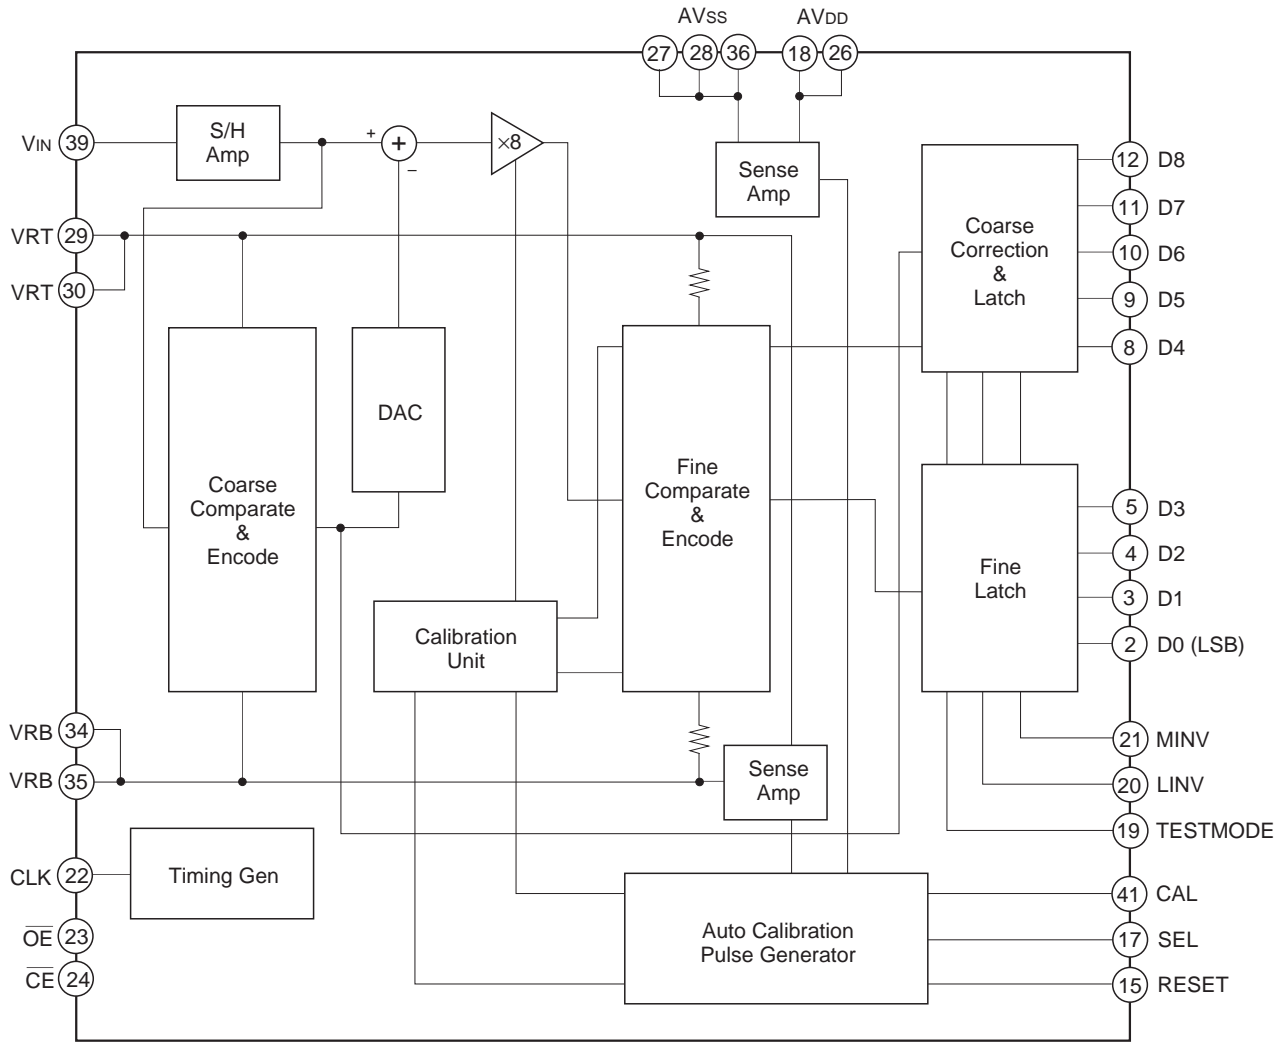 AVSS AVDD
27 28 36 18 26
VIN 39
S/H
Amp
+
+
–
×8
Sense
Amp
Coarse
Correction
&
Latch
12 D8
11 D7
10 D6
9 D5
8 D4
VRT 29
VRT 30
Coarse
Comparate
&
Encode
DAC
Fine
Comparate
&
Encode
Calibration
Unit
Fine
Latch
5 D3
4 D2
3 D1
2 D0 (LSB)
VRB 34
VRB 35
Sense
Amp
21 MINV
20 LINV
19 TESTMODE
CLK 22
Timing Gen
OE 23
CE 24
Auto Calibration
Pulse Generator
41 CAL
17 SEL
15 RESET